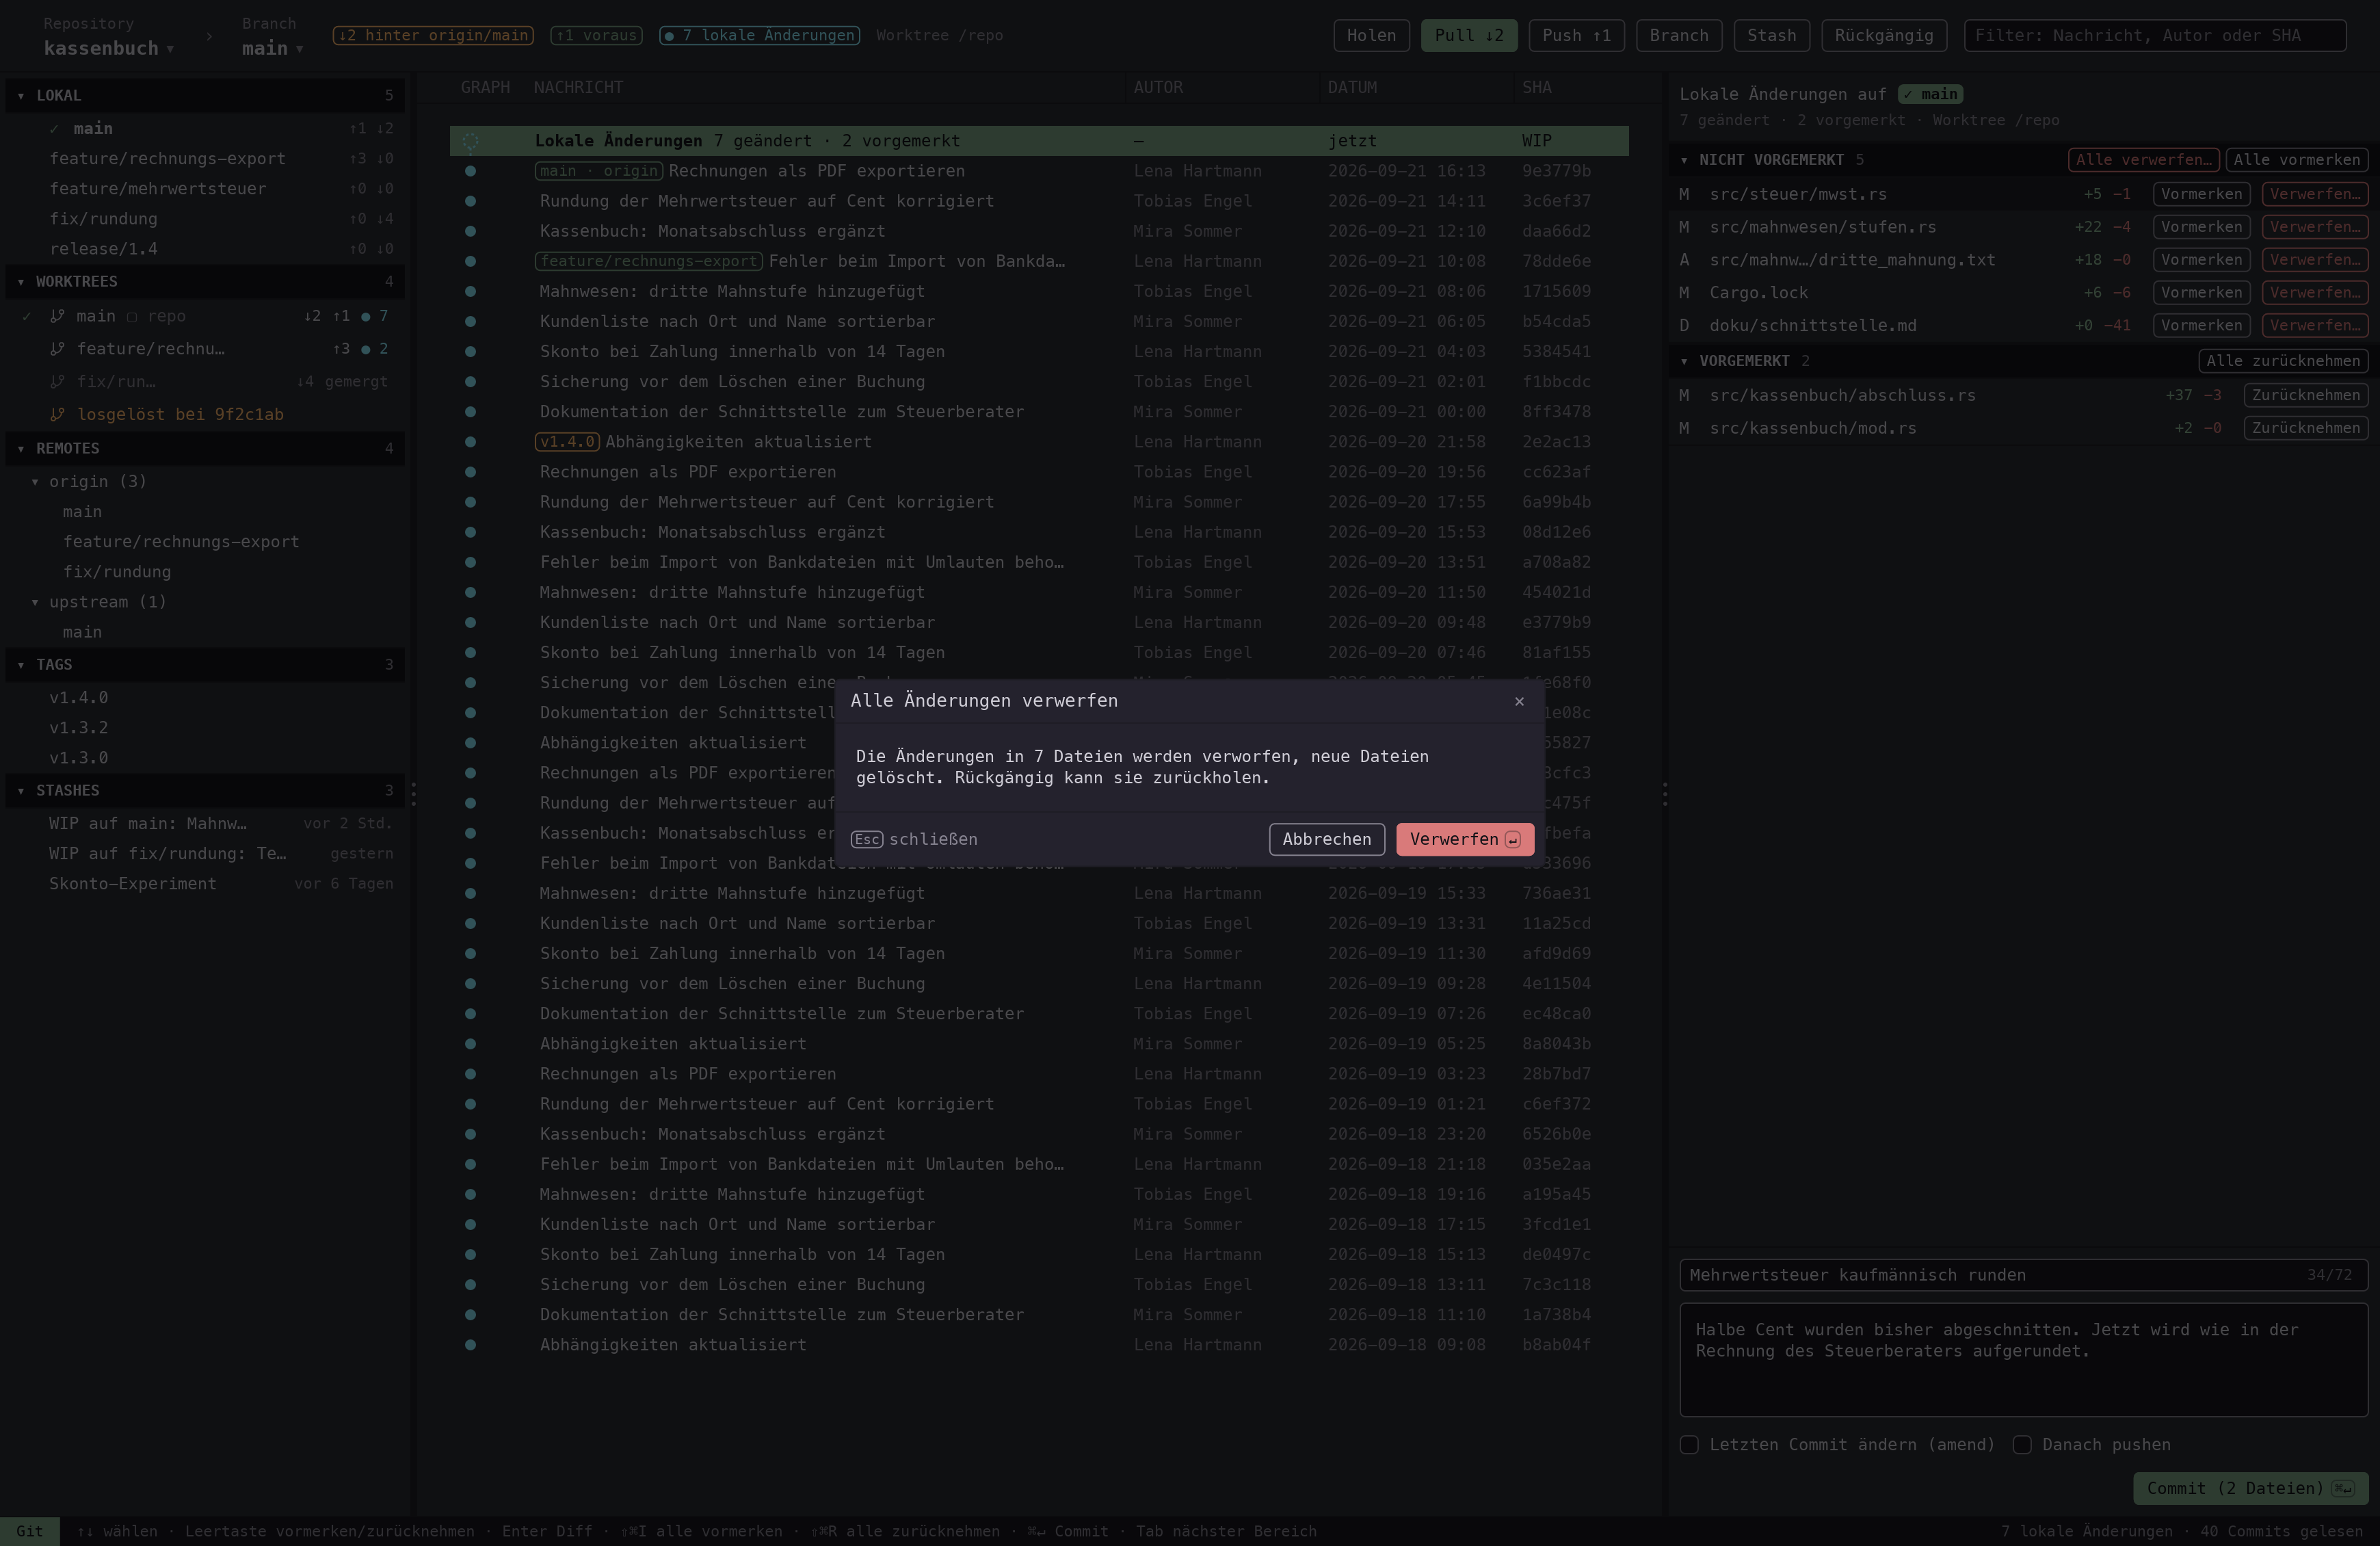 Repository
kassenbuch ▾
›
Branch
main ▾
↓2 hinter origin/main
↑1 voraus
● 7 lokale Änderungen
Worktree /repo
Holen
Pull ↓2
Push ↑1
Branch
Stash
Rückgängig
Filter: Nachricht, Autor oder SHA
▾ LOKAL 5
✓ main ↑1 ↓2
feature/rechnungs-export ↑3 ↓0
feature/mehrwertsteuer ↑0 ↓0
fix/rundung ↑0 ↓4
release/1.4 ↑0 ↓0
▾ WORKTREES 4
✓ main ▢ repo ↓2 ↑1 ● 7
feature/rechnu… ↑3 ● 2
fix/run… ↓4 gemergt
losgelöst bei 9f2c1ab
▾ REMOTES 4
▾ origin (3)
main
feature/rechnungs-export
fix/rundung
▾ upstream (1)
main
▾ TAGS 3
v1.4.0
v1.3.2
v1.3.0
▾ STASHES 3
WIP auf main: Mahnw… vor 2 Std.
WIP auf fix/rundung: Te… gestern
Skonto-Experiment vor 6 Tagen
GRAPH NACHRICHT AUTOR DATUM SHA
Lokale Änderungen 7 geändert · 2 vorgemerkt — jetzt WIP
main · origin Rechnungen als PDF exportieren Lena Hartmann 2026-09-21 16:13 9e3779b
Rundung der Mehrwertsteuer auf Cent korrigiert Tobias Engel 2026-09-21 14:11 3c6ef37
Kassenbuch: Monatsabschluss ergänzt Mira Sommer 2026-09-21 12:10 daa66d2
feature/rechnungs-export Fehler beim Import von Bankda… Lena Hartmann 2026-09-21 10:08 78dde6e
Mahnwesen: dritte Mahnstufe hinzugefügt Tobias Engel 2026-09-21 08:06 1715609
Kundenliste nach Ort und Name sortierbar Mira Sommer 2026-09-21 06:05 b54cda5
Skonto bei Zahlung innerhalb von 14 Tagen Lena Hartmann 2026-09-21 04:03 5384541
Sicherung vor dem Löschen einer Buchung Tobias Engel 2026-09-21 02:01 f1bbcdc
Dokumentation der Schnittstelle zum Steuerberater Mira Sommer 2026-09-21 00:00 8ff3478
v1.4.0 Abhängigkeiten aktualisiert Lena Hartmann 2026-09-20 21:58 2e2ac13
Rechnungen als PDF exportieren Tobias Engel 2026-09-20 19:56 cc623af
Rundung der Mehrwertsteuer auf Cent korrigiert Mira Sommer 2026-09-20 17:55 6a99b4b
Kassenbuch: Monatsabschluss ergänzt Lena Hartmann 2026-09-20 15:53 08d12e6
Fehler beim Import von Bankdateien mit Umlauten beho… Tobias Engel 2026-09-20 13:51 a708a82
Mahnwesen: dritte Mahnstufe hinzugefügt Mira Sommer 2026-09-20 11:50 454021d
Kundenliste nach Ort und Name sortierbar Lena Hartmann 2026-09-20 09:48 e3779b9
Skonto bei Zahlung innerhalb von 14 Tagen Tobias Engel 2026-09-20 07:46 81af155
Sicherung vor dem Löschen eine
Dokumentation der Schnittstell
Abhängigkeiten aktualisiert
Rechnungen als PDF exportieren
Rundung der Mehrwertsteuer auf
Kassenbuch: Monatsabschluss er
Fehler beim Import von Bankdateien mit Umlauten beho…
Mahnwesen: dritte Mahnstufe hinzugefügt Lena Hartmann 2026-09-19 15:33 736ae31
Kundenliste nach Ort und Name sortierbar Tobias Engel 2026-09-19 13:31 11a25cd
Skonto bei Zahlung innerhalb von 14 Tagen Mira Sommer 2026-09-19 11:30 afd9d69
Sicherung vor dem Löschen einer Buchung Lena Hartmann 2026-09-19 09:28 4e11504
Dokumentation der Schnittstelle zum Steuerberater Tobias Engel 2026-09-19 07:26 ec48ca0
Abhängigkeiten aktualisiert Mira Sommer 2026-09-19 05:25 8a8043b
Rechnungen als PDF exportieren Lena Hartmann 2026-09-19 03:23 28b7bd7
Rundung der Mehrwertsteuer auf Cent korrigiert Tobias Engel 2026-09-19 01:21 c6ef372
Kassenbuch: Monatsabschluss ergänzt Mira Sommer 2026-09-18 23:20 6526b0e
Fehler beim Import von Bankdateien mit Umlauten beho… Lena Hartmann 2026-09-18 21:18 035e2aa
Mahnwesen: dritte Mahnstufe hinzugefügt Tobias Engel 2026-09-18 19:16 a195a45
Kundenliste nach Ort und Name sortierbar Mira Sommer 2026-09-18 17:15 3fcd1e1
Skonto bei Zahlung innerhalb von 14 Tagen Lena Hartmann 2026-09-18 15:13 de0497c
Sicherung vor dem Löschen einer Buchung Tobias Engel 2026-09-18 13:11 7c3c118
Dokumentation der Schnittstelle zum Steuerberater Mira Sommer 2026-09-18 11:10 1a738b4
Abhängigkeiten aktualisiert Lena Hartmann 2026-09-18 09:08 b8ab04f
Alle Änderungen verwerfen ×
Die Änderungen in 7 Dateien werden verworfen, neue Dateien
gelöscht. Rückgängig kann sie zurückholen.
Esc schließen
Abbrechen
Verwerfen ↵
Lokale Änderungen auf ✓ main
7 geändert · 2 vorgemerkt · Worktree /repo
▾ NICHT VORGEMERKT 5 Alle verwerfen… Alle vormerken
M src/steuer/mwst.rs +5 −1 Vormerken Verwerfen…
M src/mahnwesen/stufen.rs +22 −4 Vormerken Verwerfen…
A src/mahnw…/dritte_mahnung.txt +18 −0 Vormerken Verwerfen…
M Cargo.lock +6 −6 Vormerken Verwerfen…
D doku/schnittstelle.md +0 −41 Vormerken Verwerfen…
▾ VORGEMERKT 2 Alle zurücknehmen
M src/kassenbuch/abschluss.rs +37 −3 Zurücknehmen
M src/kassenbuch/mod.rs +2 −0 Zurücknehmen
Mehrwertsteuer kaufmännisch runden 34/72
Halbe Cent wurden bisher abgeschnitten. Jetzt wird wie in der
Rechnung des Steuerberaters aufgerundet.
Letzten Commit ändern (amend)
Danach pushen
Commit (2 Dateien) ⌘↵
Git ↑↓ wählen · Leertaste vormerken/zurücknehmen · Enter Diff · ⇧⌘I alle vormerken · ⇧⌘R alle zurücknehmen · ⌘↵ Commit · Tab nächster Bereich
7 lokale Änderungen · 40 Commits gelesen